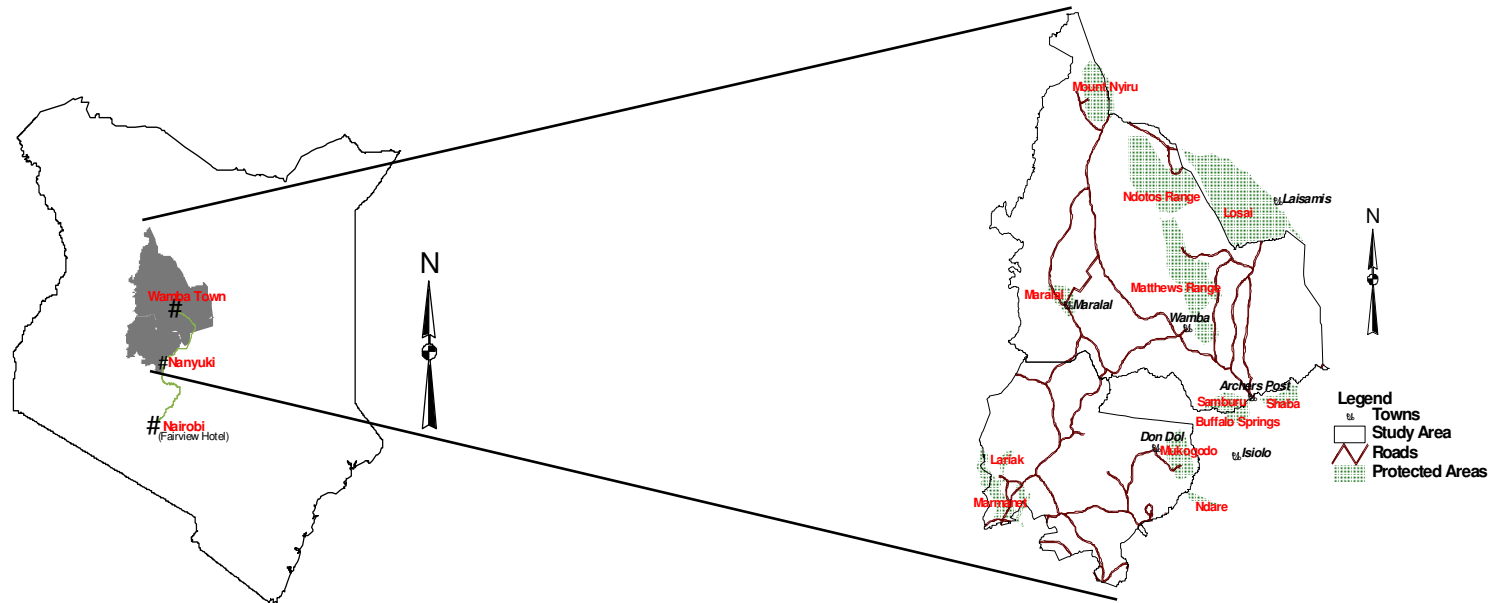 Wamba Town
#
#Nanyuki
#Nairobi
(Fairview Hotel)
N
Mount Nyiru
Ndotos Range
Losai
Laisamis
N
Matthews Range
Maralal
Maralal
Wamba
Archers Post
Samburu
Shaba
Buffalo Springs
Don Dol
Mukogodo
Isiolo
Lariak
Marmanet
Ndare
Legend
Towns
Study Area
Roads
Protected Areas